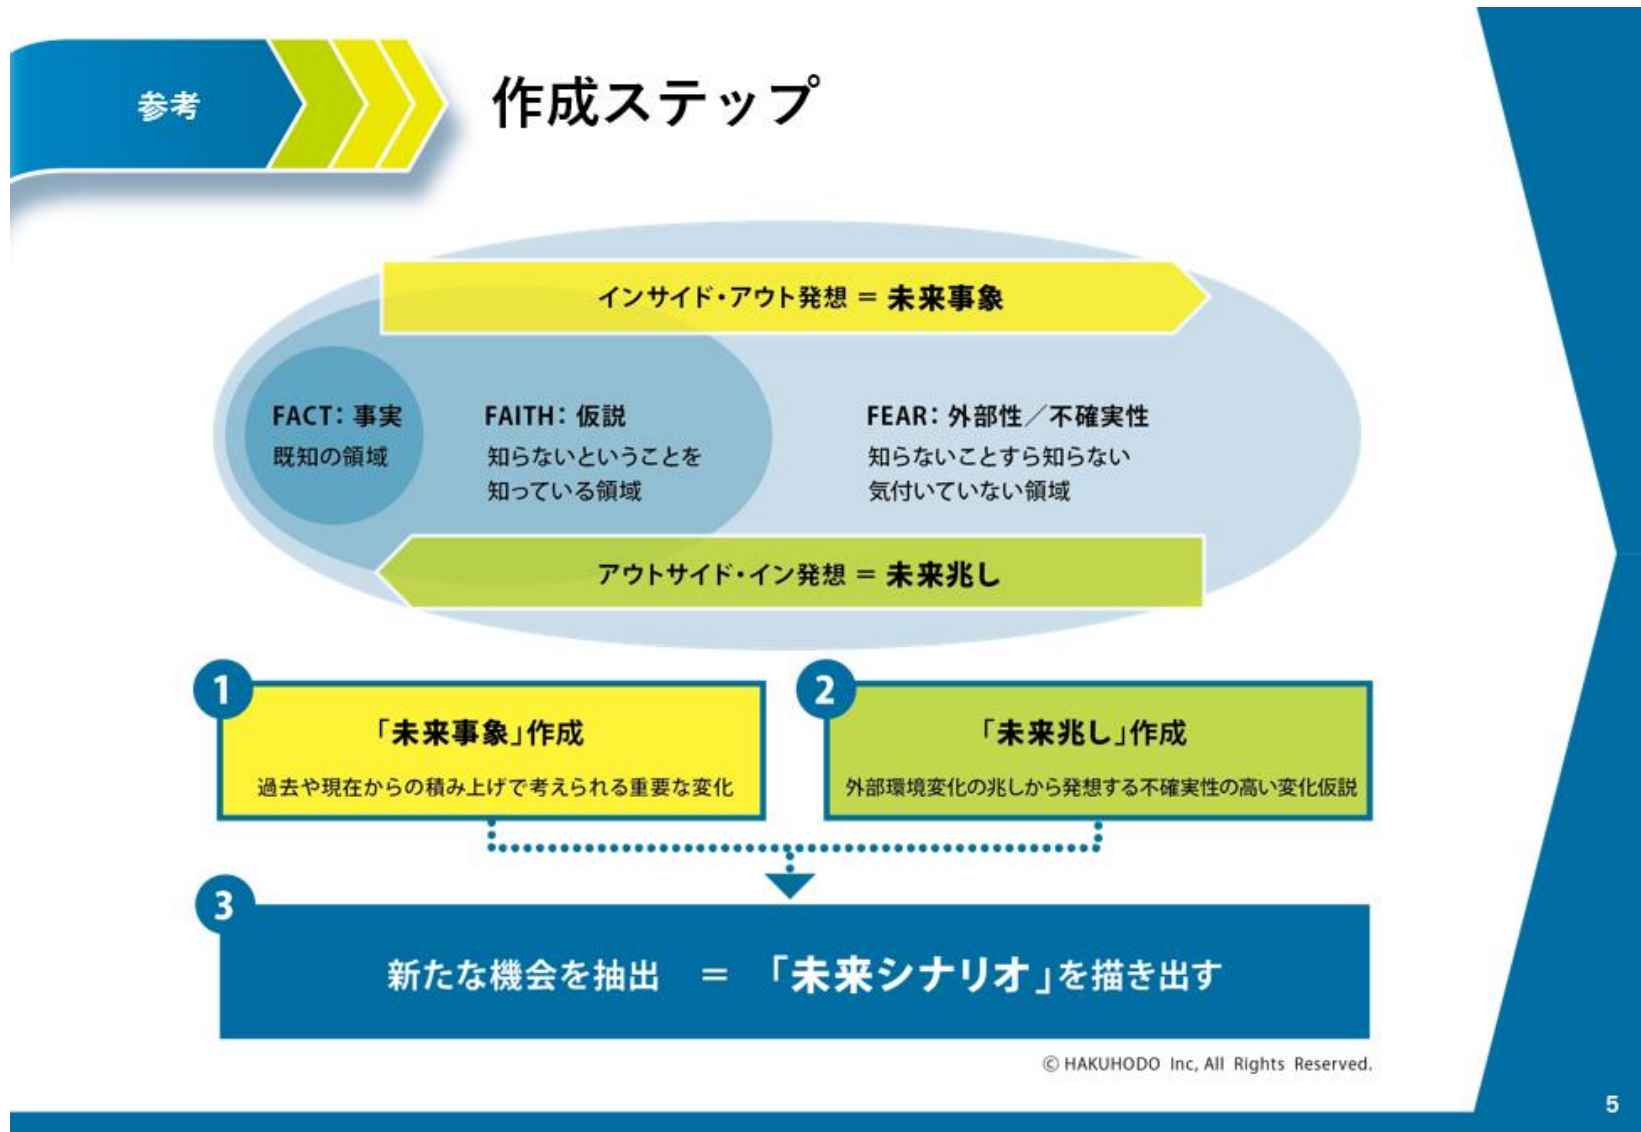 参考
作成ステップ
インサイド・アウト発想 = 未来事象
FACT: 事実
既知の領域
FAITH: 仮説
知らないということを
知っている領域
FEAR: 外部性／不確実性
知らないことすら知らない
気付いていない領域
アウトサイド・イン発想 = 未来兆し
1
「未来事象」作成
過去や現在からの積み上げで考えられる重要な変化
2
「未来兆し」作成
外部環境変化の兆しから発想する不確実性の高い変化仮説
3
新たな機会を抽出 = 「未来シナリオ」を描き出す
© HAKUHODO Inc, All Rights Reserved.
5